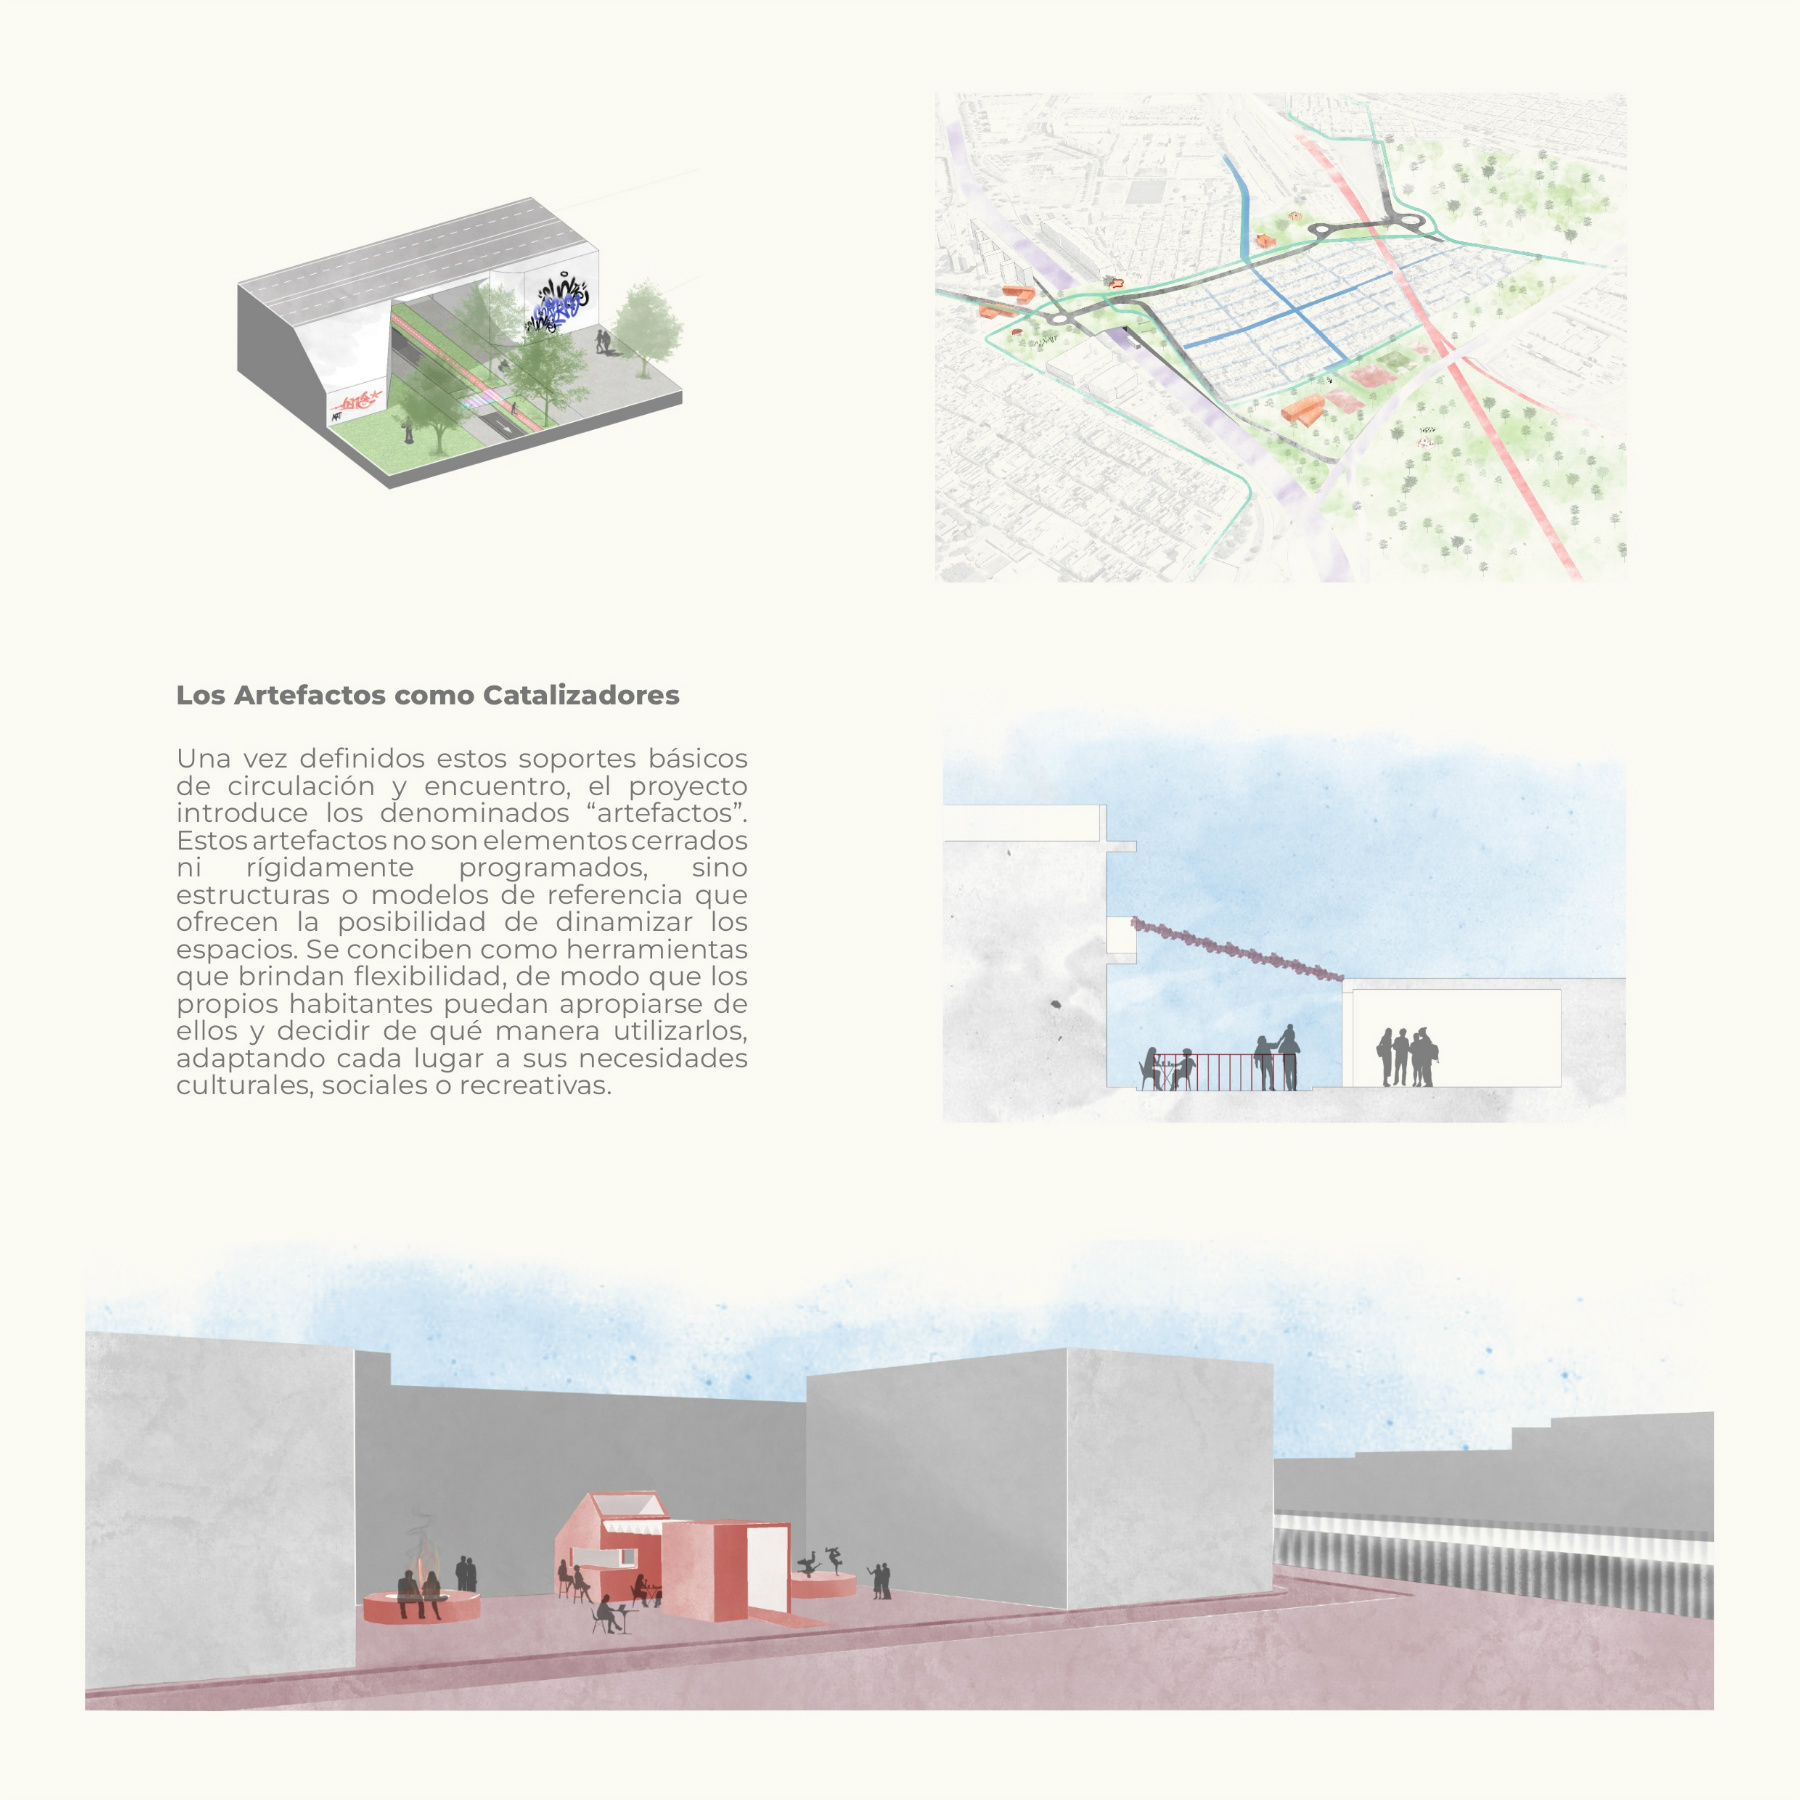 Los Artefactos como Catalizadores
Una vez definidos estos soportes básicos
de circulación y encuentro, el proyecto
introduce los denominados “artefactos”.
Estos artefactos no son elementos cerrados
ni rígidamente programados, sino
estructuras o modelos de referencia que
ofrecen la posibilidad de dinamizar los
espacios. Se conciben como herramientas
que brindan flexibilidad, de modo que los
propios habitantes puedan apropiarse de
ellos y decidir de qué manera utilizarlos,
adaptando cada lugar a sus necesidades
culturales, sociales o recreativas.